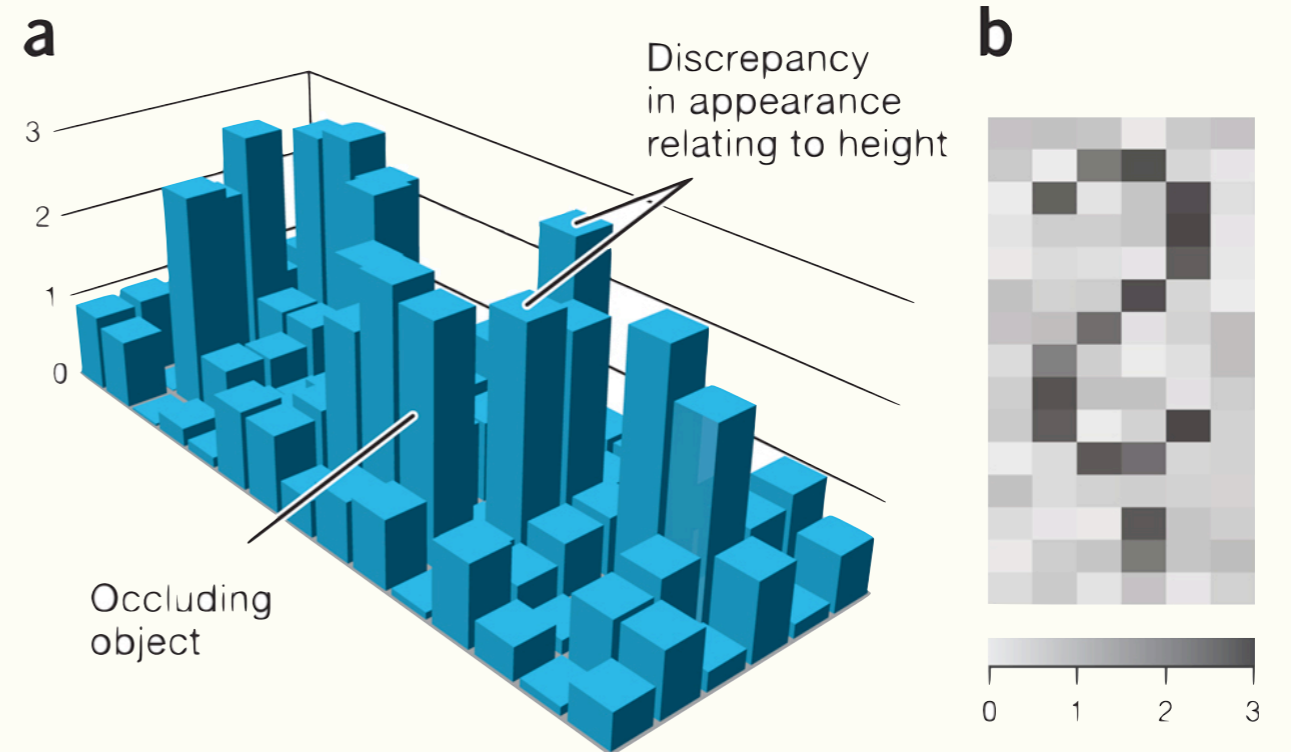 a
Discrepancy
in appearance
relating to height
3
2
1
0
Occluding
object
b
0 1 2 3